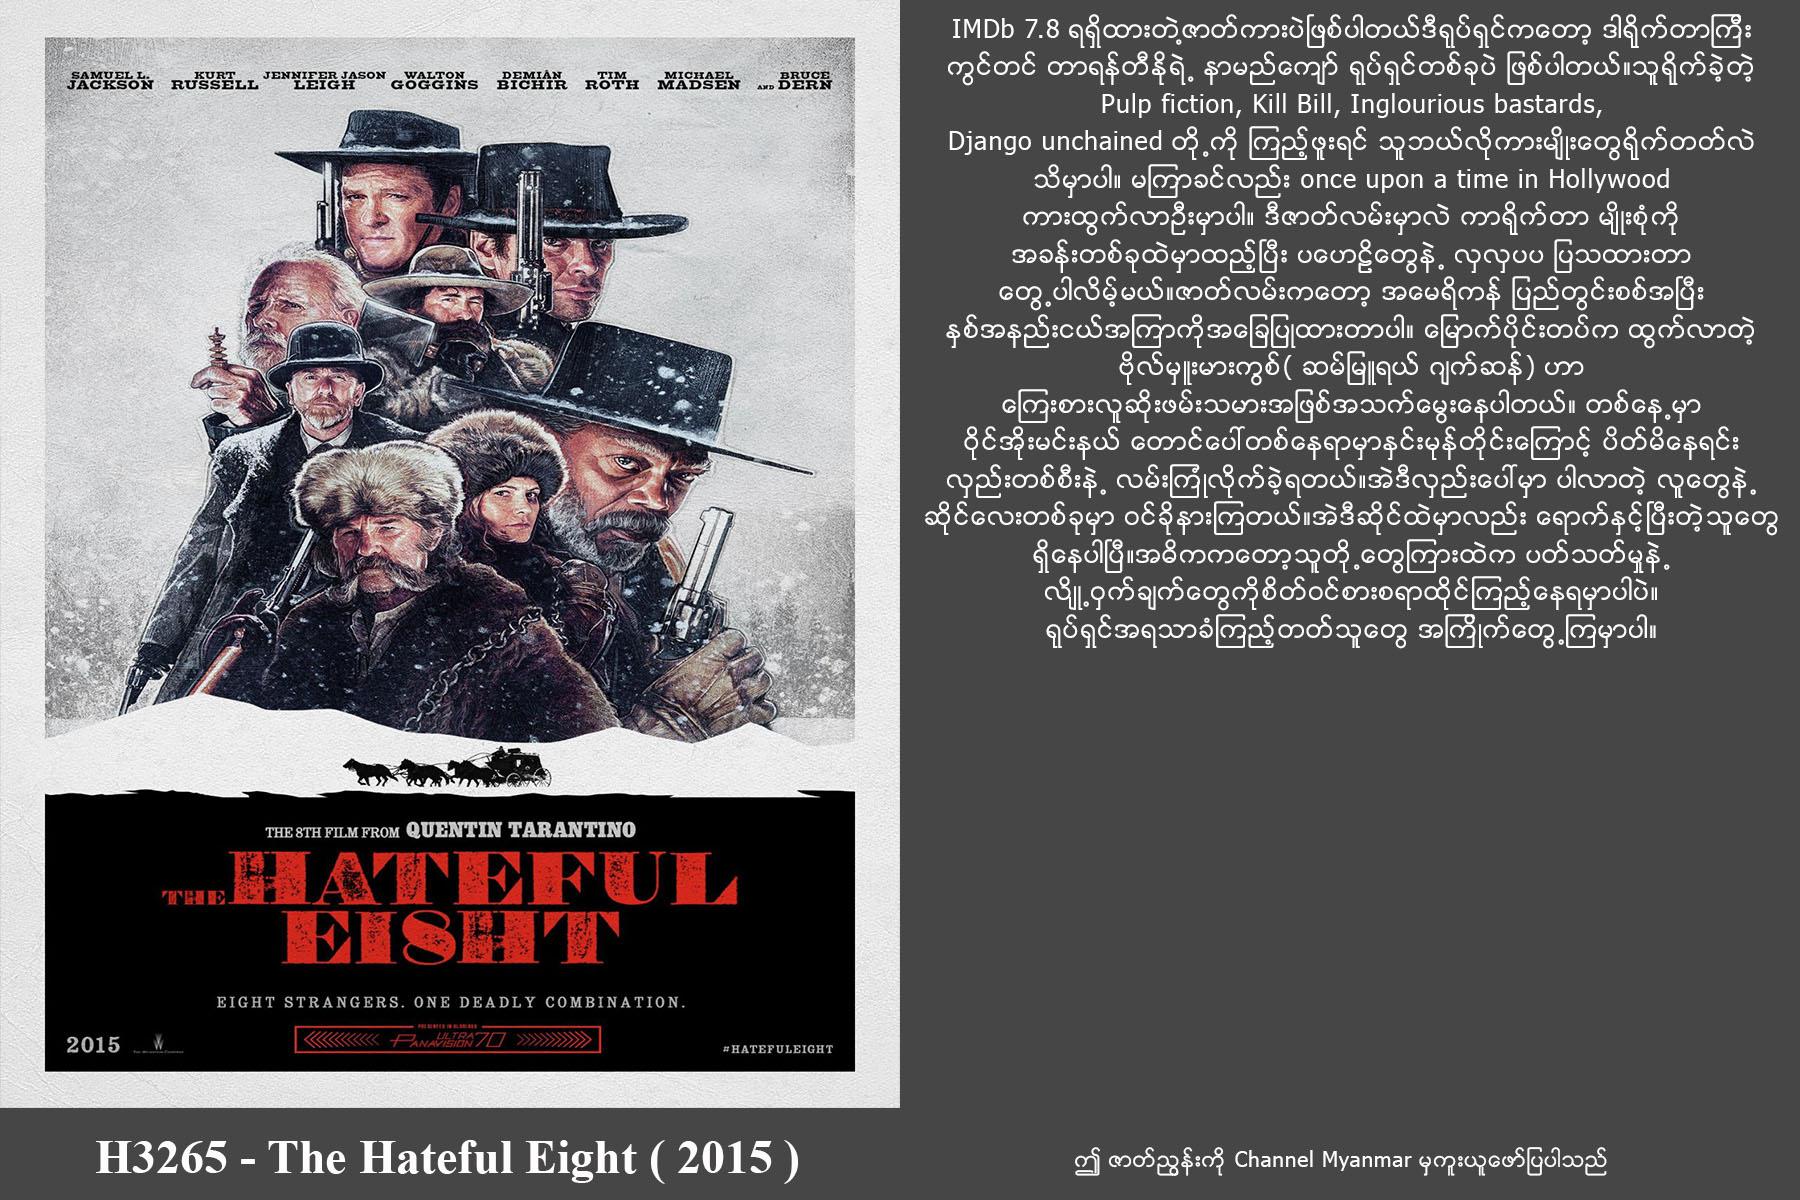 SAMUEL L. JACKSON KURT RUSSELL JENNIFER JASON LEIGH WALTON GOGGINS DEMIÁN BICHIR TIM ROTH MICHAEL MADSEN AND BRUCE DERN
THE 8TH FILM FROM QUENTIN TARANTINO
THE HATEFUL
EIGHT
EIGHT STRANGERS. ONE DEADLY COMBINATION.
PRESENTED IN GLORIOUS
ULTRA PANAVISION 70
2015
#HATEFULEIGHT
H3265 - The Hateful Eight ( 2015 )
IMDb 7.8 ရရှိထားတဲ့ဇာတ်ကားပဲဖြစ်ပါတယ်ဒီရုပ်ရှင်ကတော့ ဒါရိုက်တာကြီး
ကွင်တင် တာရန်တီနိုရဲ့ နာမည်ကျော် ရုပ်ရှင်တစ်ခုပဲ ဖြစ်ပါတယ်။သူရိုက်ခဲ့တဲ့
Pulp fiction, Kill Bill, Inglourious bastards,
Django unchained တို့ကို ကြည့်ဖူးရင် သူဘယ်လိုကားမျိုးတွေရိုက်တတ်လဲ
သိမှာပါ။ မကြာခင်လည်း once upon a time in Hollywood
ကားထွက်လာဦးမှာပါ။ ဒီဇာတ်လမ်းမှာလဲ ကာရိုက်တာ မျိုးစုံကို
အခန်းတစ်ခုထဲမှာထည့်ပြီး ပဟေဠိတွေနဲ့ လှလှပပ ပြသထားတာ
တွေ့ပါလိမ့်မယ်။ဇာတ်လမ်းကတော့ အမေရိကန် ပြည်တွင်းစစ်အပြီး
နှစ်အနည်းငယ်အကြာကိုအခြေပြုထားတာပါ။ မြောက်ပိုင်းတပ်က ထွက်လာတဲ့
ဗိုလ်မှူးမားကွစ်( ဆမ်မြူရယ် ဂျက်ဆန်) ဟာ
ကြေးစားလူဆိုးဖမ်းသမားအဖြစ်အသက်မွေးနေပါတယ်။ တစ်နေ့မှာ
ဝိုင်အိုးမင်းနယ် တောင်ပေါ်တစ်နေရာမှာနှင်းမုန်တိုင်းကြောင့် ပိတ်မိနေရင်း
လှည်းတစ်စီးနဲ့ လမ်းကြုံလိုက်ခဲ့ရတယ်။အဲဒီလှည်းပေါ်မှာ ပါလာတဲ့ လူတွေနဲ့
ဆိုင်လေးတစ်ခုမှာ ဝင်ခိုနားကြတယ်။အဲဒီဆိုင်ထဲမှာလည်း ရောက်နှင့်ပြီးတဲ့သူတွေ
ရှိနေပါပြီ။အဓိကကတော့သူတို့တွေကြားထဲက ပတ်သတ်မှုနဲ့
လျှို့ဝှက်ချက်တွေကိုစိတ်ဝင်စားစရာထိုင်ကြည့်နေရမှာပါပဲ။
ရုပ်ရှင်အရသာခံကြည့်တတ်သူတွေ အကြိုက်တွေ့ကြမှာပါ။
ဤ ဇာတ်ညွှန်းကို Channel Myanmar မှကူးယူဖော်ပြပါသည်